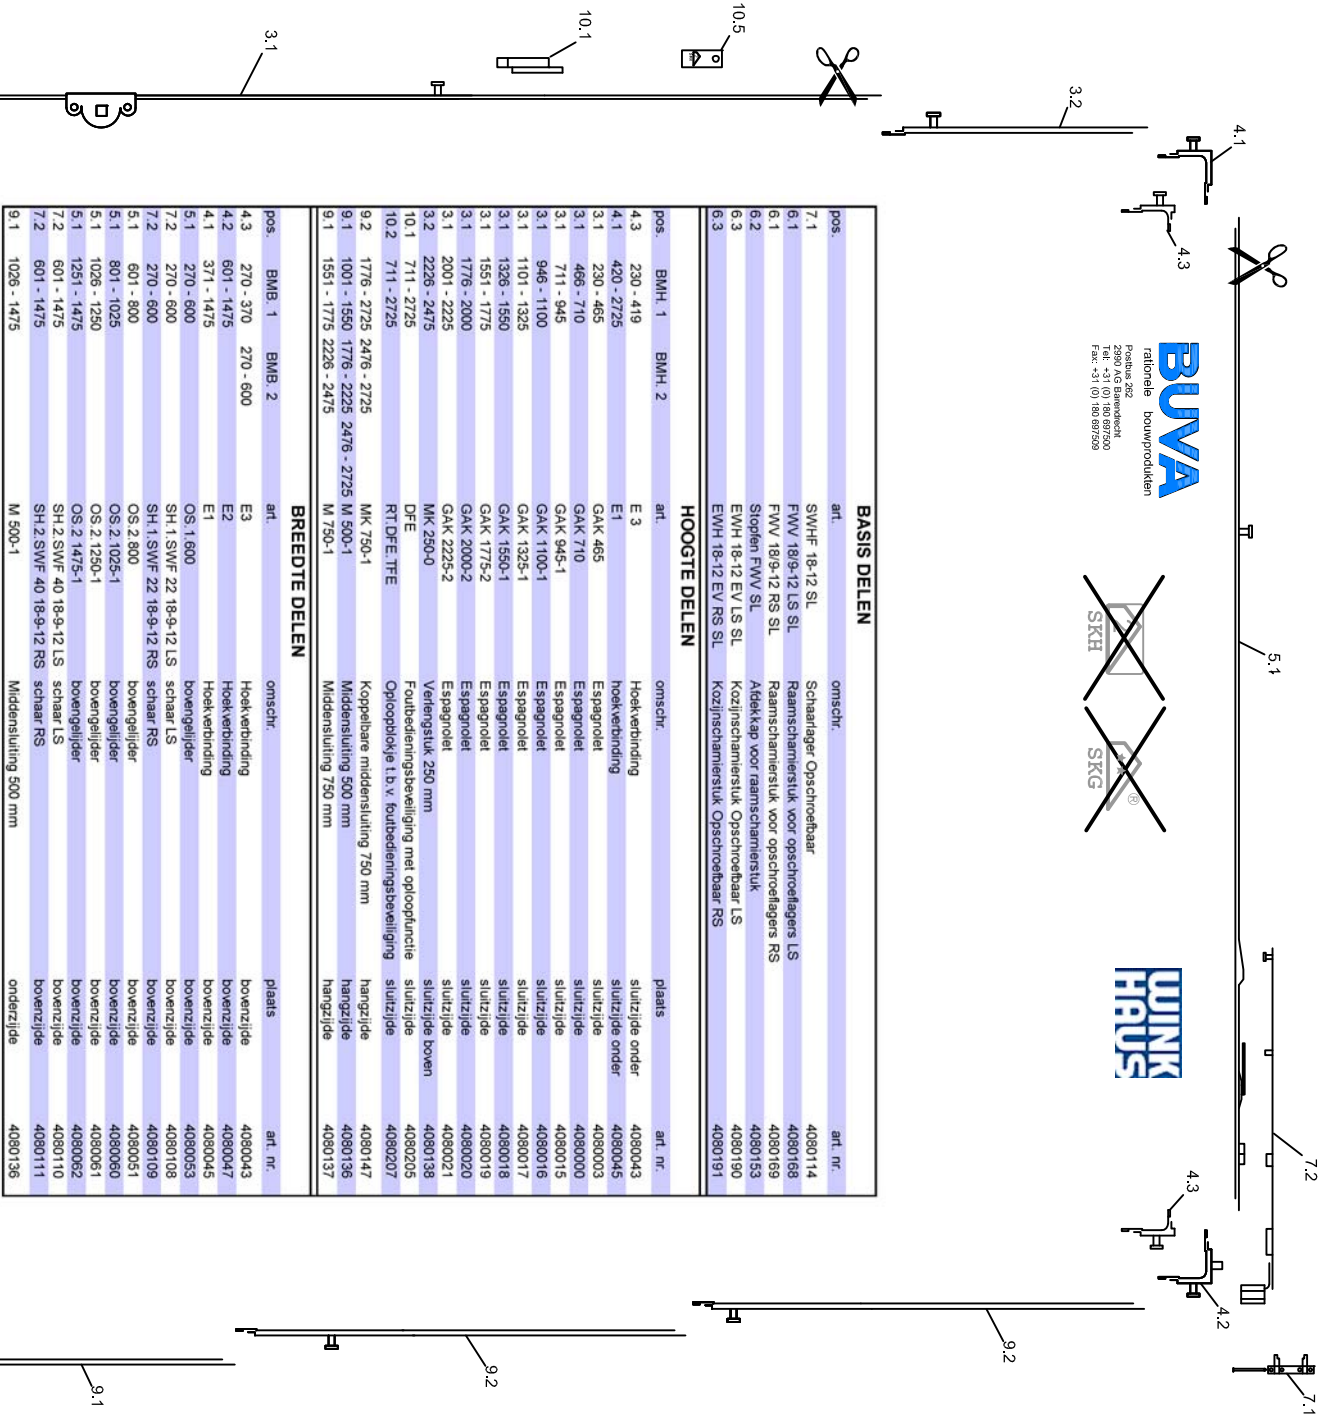 3.1
10.1
10.5
3.2
4.1
4.3
5.1
7.2
4.3
4.2
7.1
9.2
9.2
9.1
BUVA
rationele bouwprodukten
Postbus 262
2990 AG Barendrecht
Tel: +31 (0) 180 697500
Fax: +31 (0) 180 697509
SKH
SKG ®
WINK
HAUS
BASIS DELEN
pos. art. omschr. art. nr.
7.1 SWHF 18-12 SL Schaarlager Opschroefbaar 4080114
6.1 FWV 18/9-12 LS SL Raamscharnierstuk voor opschroeflagers LS 4080168
6.1 FWV 18/9-12 RS SL Raamscharnierstuk voor opschroeflagers RS 4080169
6.2 Stopfen FWV SL Afdekkap voor raamscharnierstuk 4080153
6.3 EWH 18-12 EV LS SL Kozijnscharnierstuk Opschroefbaar LS 4080190
6.3 EWH 18-12 EV RS SL Kozijnscharnierstuk Opschroefbaar RS 4080191
HOOGTE DELEN
pos. BMH. 1 BMH. 2 art. omschr. plaats art. nr.
4.3 230 - 419 E 3 Hoekverbinding sluitzijde onder 4080043
4.1 420 - 2725 E1 hoekverbinding sluitzijde onder 4080045
3.1 230 - 465 GAK 465 Espagnolet sluitzijde 4080003
3.1 466 - 710 GAK 710 Espagnolet sluitzijde 4080000
3.1 711 - 945 GAK 945-1 Espagnolet sluitzijde 4080015
3.1 946 - 1100 GAK 1100-1 Espagnolet sluitzijde 4080016
3.1 1101 - 1325 GAK 1325-1 Espagnolet sluitzijde 4080017
3.1 1326 - 1550 GAK 1550-1 Espagnolet sluitzijde 4080018
3.1 1551 - 1775 GAK 1775-2 Espagnolet sluitzijde 4080019
3.1 1776 - 2000 GAK 2000-2 Espagnolet sluitzijde 4080020
3.1 2001 - 2225 GAK 2225-2 Espagnolet sluitzijde 4080021
3.2 2226 - 2475 MK 250-0 Verlengstuk 250 mm sluitzijde boven 4080138
10.1 711 - 2725 DFE Foutbedieningsbeveiliging met oploopfunctie sluitzijde 4080205
10.2 711 - 2725 RT.DFE.TFE Oploopblokje t.b.v. foutbedieningsbeveiliging sluitzijde 4080207
9.2 1776 - 2725 2476 - 2725 MK 750-1 Koppelbare middensluiting 750 mm hangzijde 4080147
9.1 1001 - 1550 1776 - 2225 2476 - 2725 M 500-1 Middensluiting 500 mm hangzijde 4080136
9.1 1551 - 1775 2226 - 2475 M 750-1 Middensluiting 750 mm hangzijde 4080137
BREEDTE DELEN
pos. BMB. 1 BMB. 2 art. omschr. plaats art. nr.
4.3 270 - 370 270 - 600 E3 Hoekverbinding bovenzijde 4080043
4.2 601 - 1475 E2 Hoekverbinding bovenzijde 4080047
4.1 371 - 1475 E1 Hoekverbinding bovenzijde 4080045
5.1 270 - 600 OS.1.600 bovengelijder bovenzijde 4080053
7.2 270 - 600 SH.1.SWF 22 18-9-12 LS schaar LS bovenzijde 4080108
7.2 270 - 600 SH.1.SWF 22 18-9-12 RS schaar RS bovenzijde 4080109
5.1 601 - 800 OS.2.800 bovengelijder bovenzijde 4080051
5.1 801 - 1025 OS.2.1025-1 bovengelijder bovenzijde 4080060
5.1 1026 - 1250 OS.2.1250-1 bovengelijder bovenzijde 4080061
5.1 1251 - 1475 OS.2.1475-1 bovengelijder bovenzijde 4080062
7.2 601 - 1475 SH.2.SWF 40 18-9-12 LS schaar LS bovenzijde 4080110
7.2 601 - 1475 SH.2.SWF 40 18-9-12 RS schaar RS bovenzijde 4080111
9.1 1026 - 1475 M 500-1 Middensluiting 500 mm onderzijde 4080136